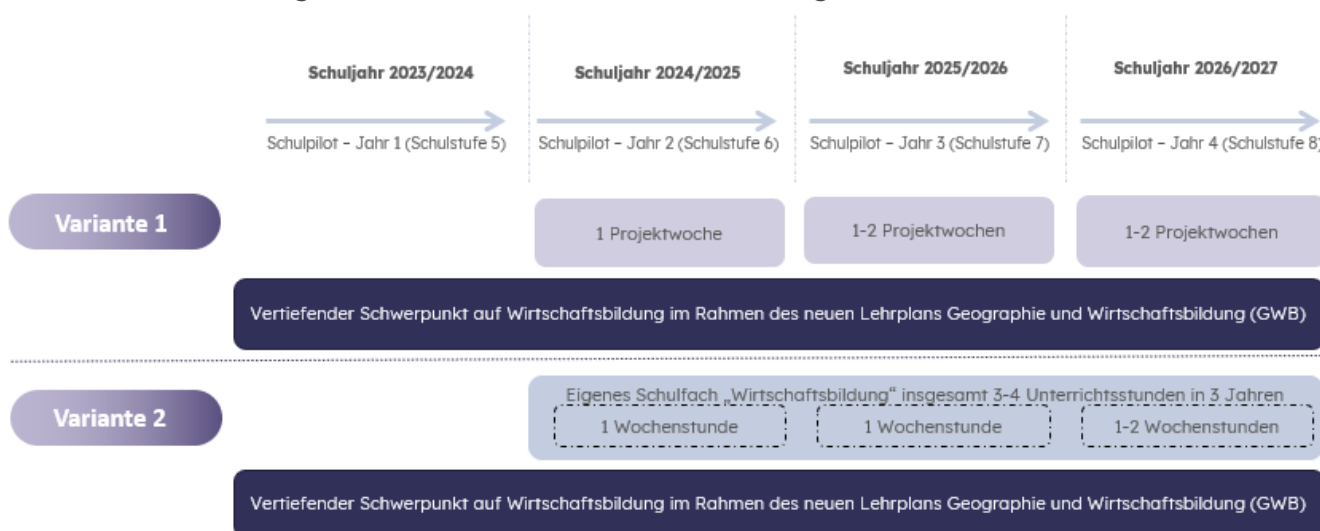 Schuljahr 2023/2024
Schuljahr 2024/2025
Schuljahr 2025/2026
Schuljahr 2026/2027
Schulpilot – Jahr 1 (Schulstufe 5)
Schulpilot – Jahr 2 (Schulstufe 6)
Schulpilot – Jahr 3 (Schulstufe 7)
Schulpilot – Jahr 4 (Schulstufe 8)
Variante 1
1 Projektwoche
1-2 Projektwochen
1-2 Projektwochen
Vertiefender Schwerpunkt auf Wirtschaftsbildung im Rahmen des neuen Lehrplans Geographie und Wirtschaftsbildung (GWB)
Variante 2
Eigenes Schulfach „Wirtschaftsbildung“ insgesamt 3-4 Unterrichtsstunden in 3 Jahren
1 Wochenstunde
1 Wochenstunde
1-2 Wochenstunden
Vertiefender Schwerpunkt auf Wirtschaftsbildung im Rahmen des neuen Lehrplans Geographie und Wirtschaftsbildung (GWB)